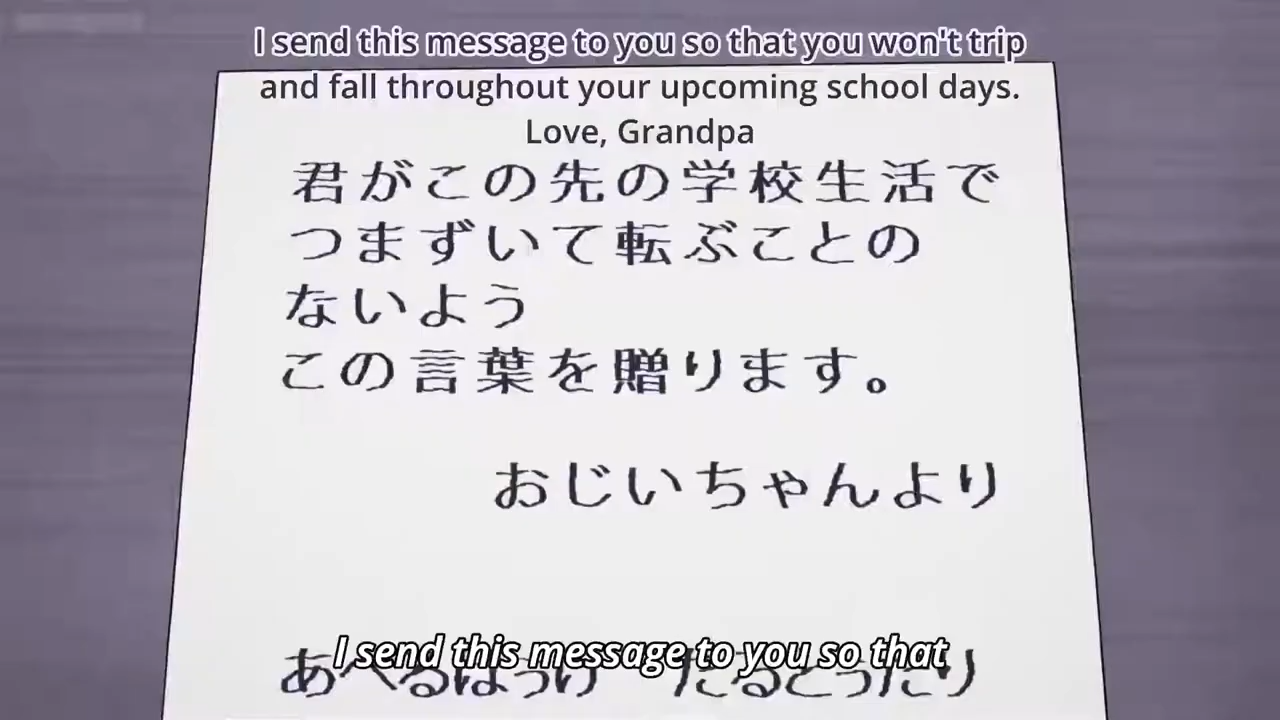 I send this message to you so that you won't trip
and fall throughout your upcoming school days.
Love, Grandpa
君がこの先の学校生活で
つまずいて転ぶことの
ないよう
この言葉を贈ります。
おじいちゃんより
I send this message to you so that